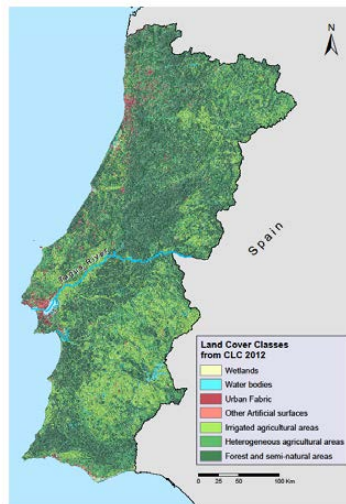 N
Spain
Tagus River
Land Cover Classes
from CLC 2012
Wetlands
Water bodies
Urban Fabric
Other Artificial surfaces
Irrigated agricultural areas
Heterogeneous agricultural areas
Forest and semi-natural areas
0 25 50 100 Km